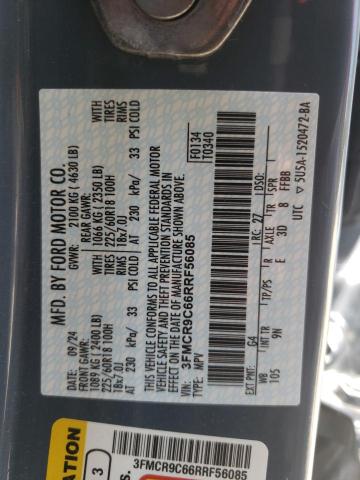 MFD. BY FORD MOTOR CO.
DATE: 09/24 GVWR: 2100 KG ( 4630 LB)
FRONT GAWR: REAR GAWR:
1089 KG ( 2400 LB) WITH 1066 KG ( 2350 LB) WITH
225/60R18 100H TIRES 225/60R18 100H TIRES
18x7.0J RIMS 18x7.0J RIMS
AT 230 kPa/ 33 PSI COLD AT 230 kPa/ 33 PSI COLD
THIS VEHICLE CONFORMS TO ALL APPLICABLE FEDERAL MOTOR
VEHICLE SAFETY AND THEFT PREVENTION STANDARDS IN EFFECT
ON THE DATE OF MANUFACTURE SHOWN ABOVE.
VIN: 3FMCR9C66RRF56085 F0134
TYPE: MPV T0340
EXT PNT: G4 RC: 27 DSO:
WB INT TR TP/PS R AXLE TR SPR
105 9N E 3D 8 FFBB
UTC 5U5A-1520472-BA
3FMCR9C66RRF56085
3